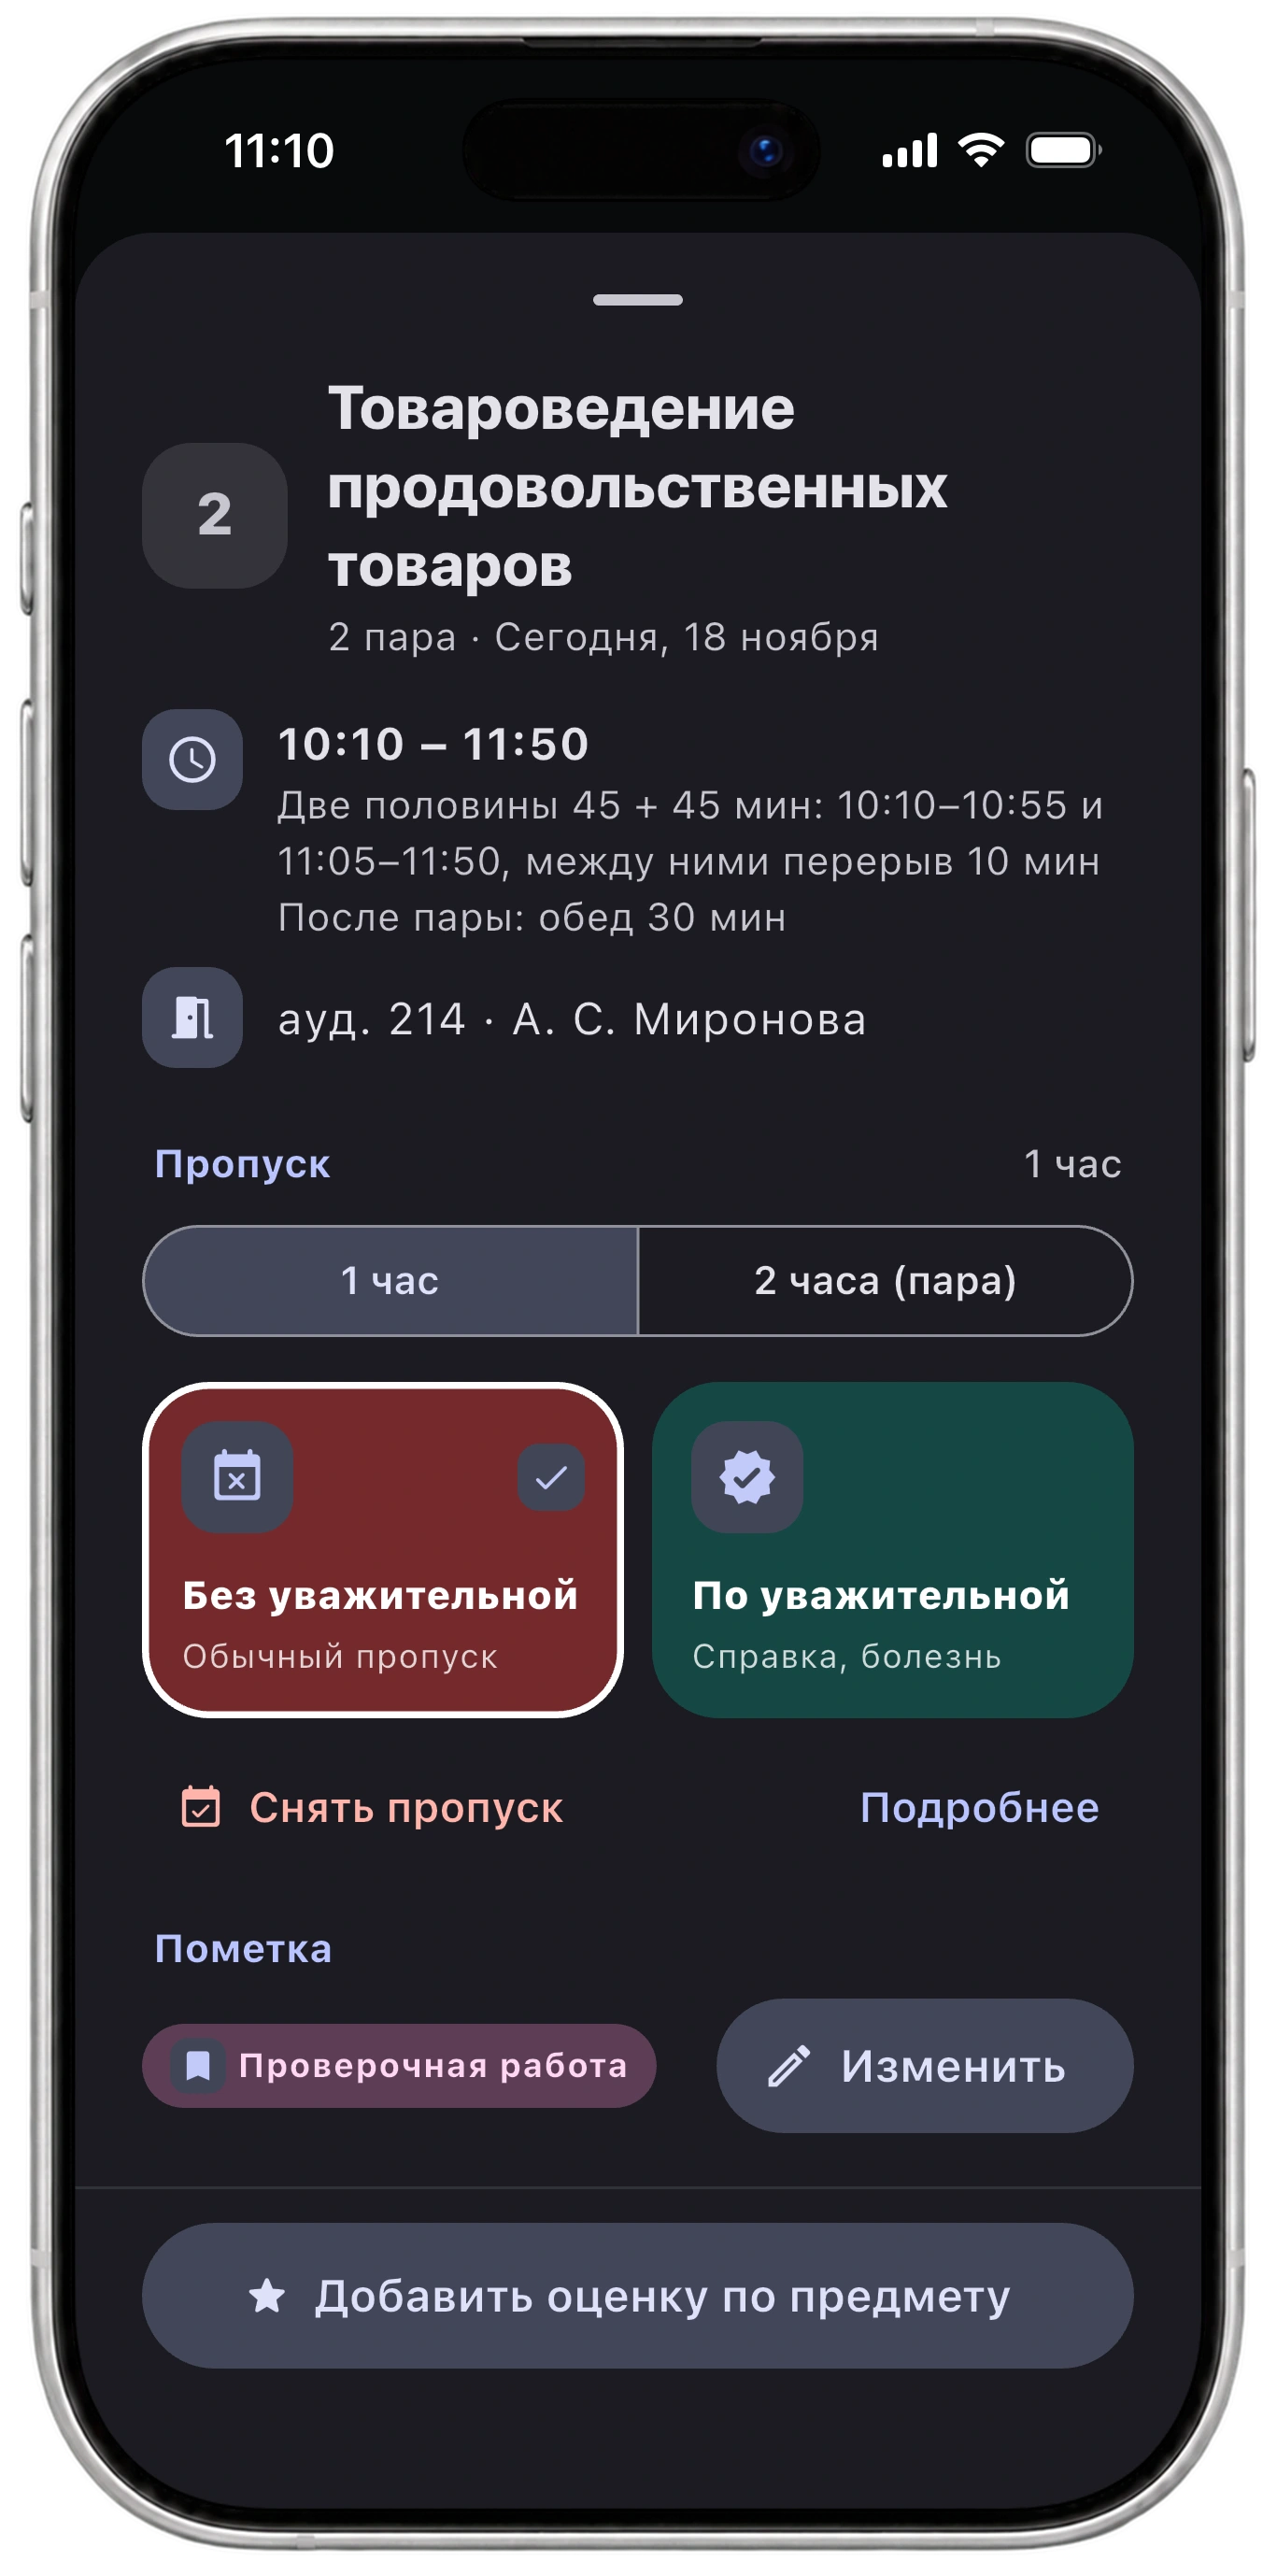 11:10
Товароведение
продовольственных
товаров
2
2 пара · Сегодня, 18 ноября
10:10 – 11:50
Две половины 45 + 45 мин: 10:10–10:55 и
11:05–11:50, между ними перерыв 10 мин
После пары: обед 30 мин
ауд. 214 · А. С. Миронова
Пропуск
1 час
1 час
2 часа (пара)
Без уважительной
Обычный пропуск
По уважительной
Справка, болезнь
Снять пропуск
Подробнее
Пометка
Проверочная работа
Изменить
Добавить оценку по предмету